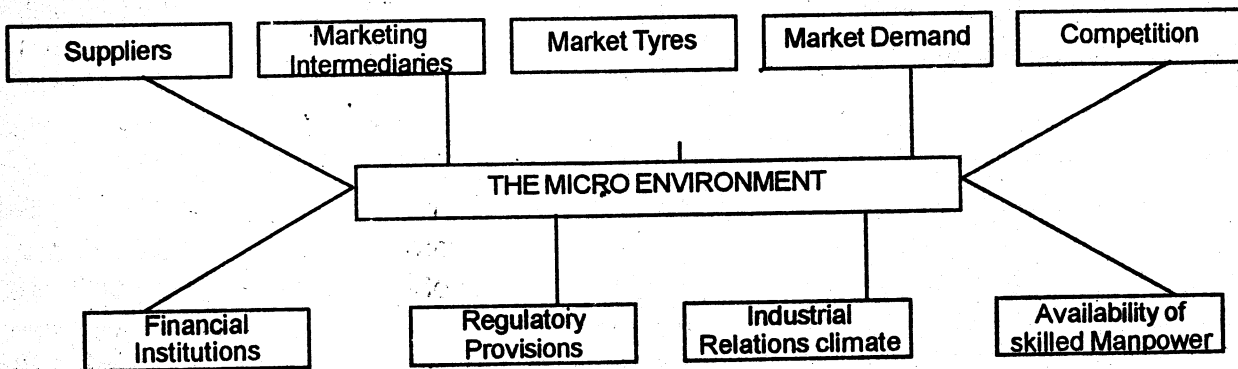 Suppliers
Marketing
Intermediaries
Market Tyres
Market Demand
Competition
THE MICRO ENVIRONMENT
Financial
Institutions
Regulatory
Provisions
Industrial
Relations climate
Availability of
skilled Manpower